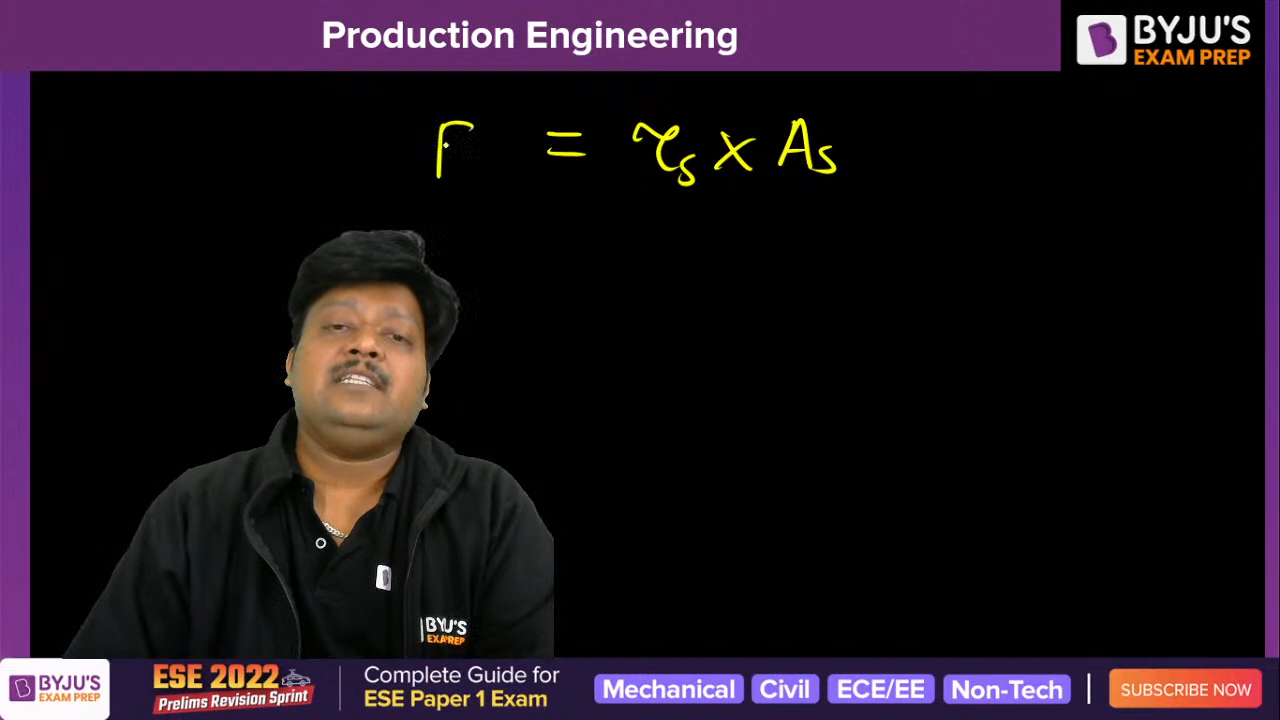 Production Engineering
BYJU'S
EXAM PREP
F = τs × As
BYJU'S
EXAM PREP
BYJU'S
EXAM PREP
ESE 2022
Prelims Revision Sprint
Complete Guide for
ESE Paper 1 Exam
Mechanical
Civil
ECE/EE
Non-Tech
SUBSCRIBE NOW